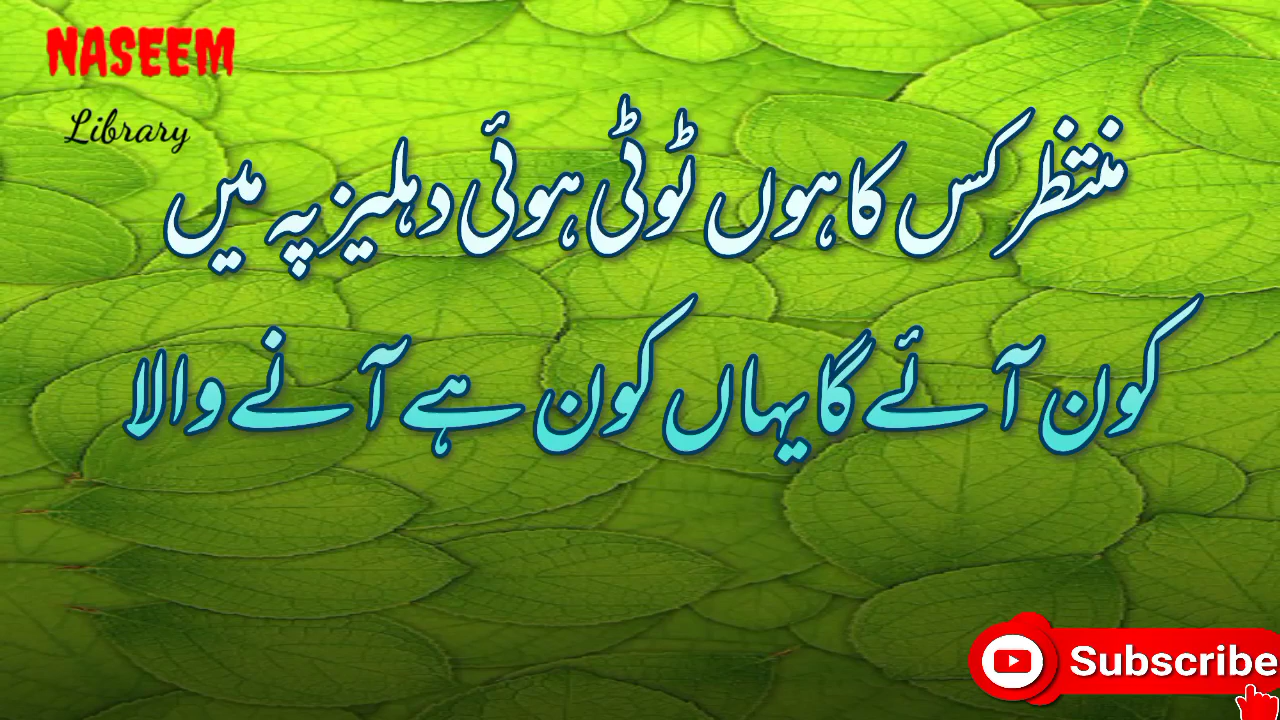 NASEEM
Library
منتظر کس کا ہوں ٹوٹی ہوئی دہلیز پہ میں
کون آئے گا یہاں کون ہے آنے والا
Subscribe